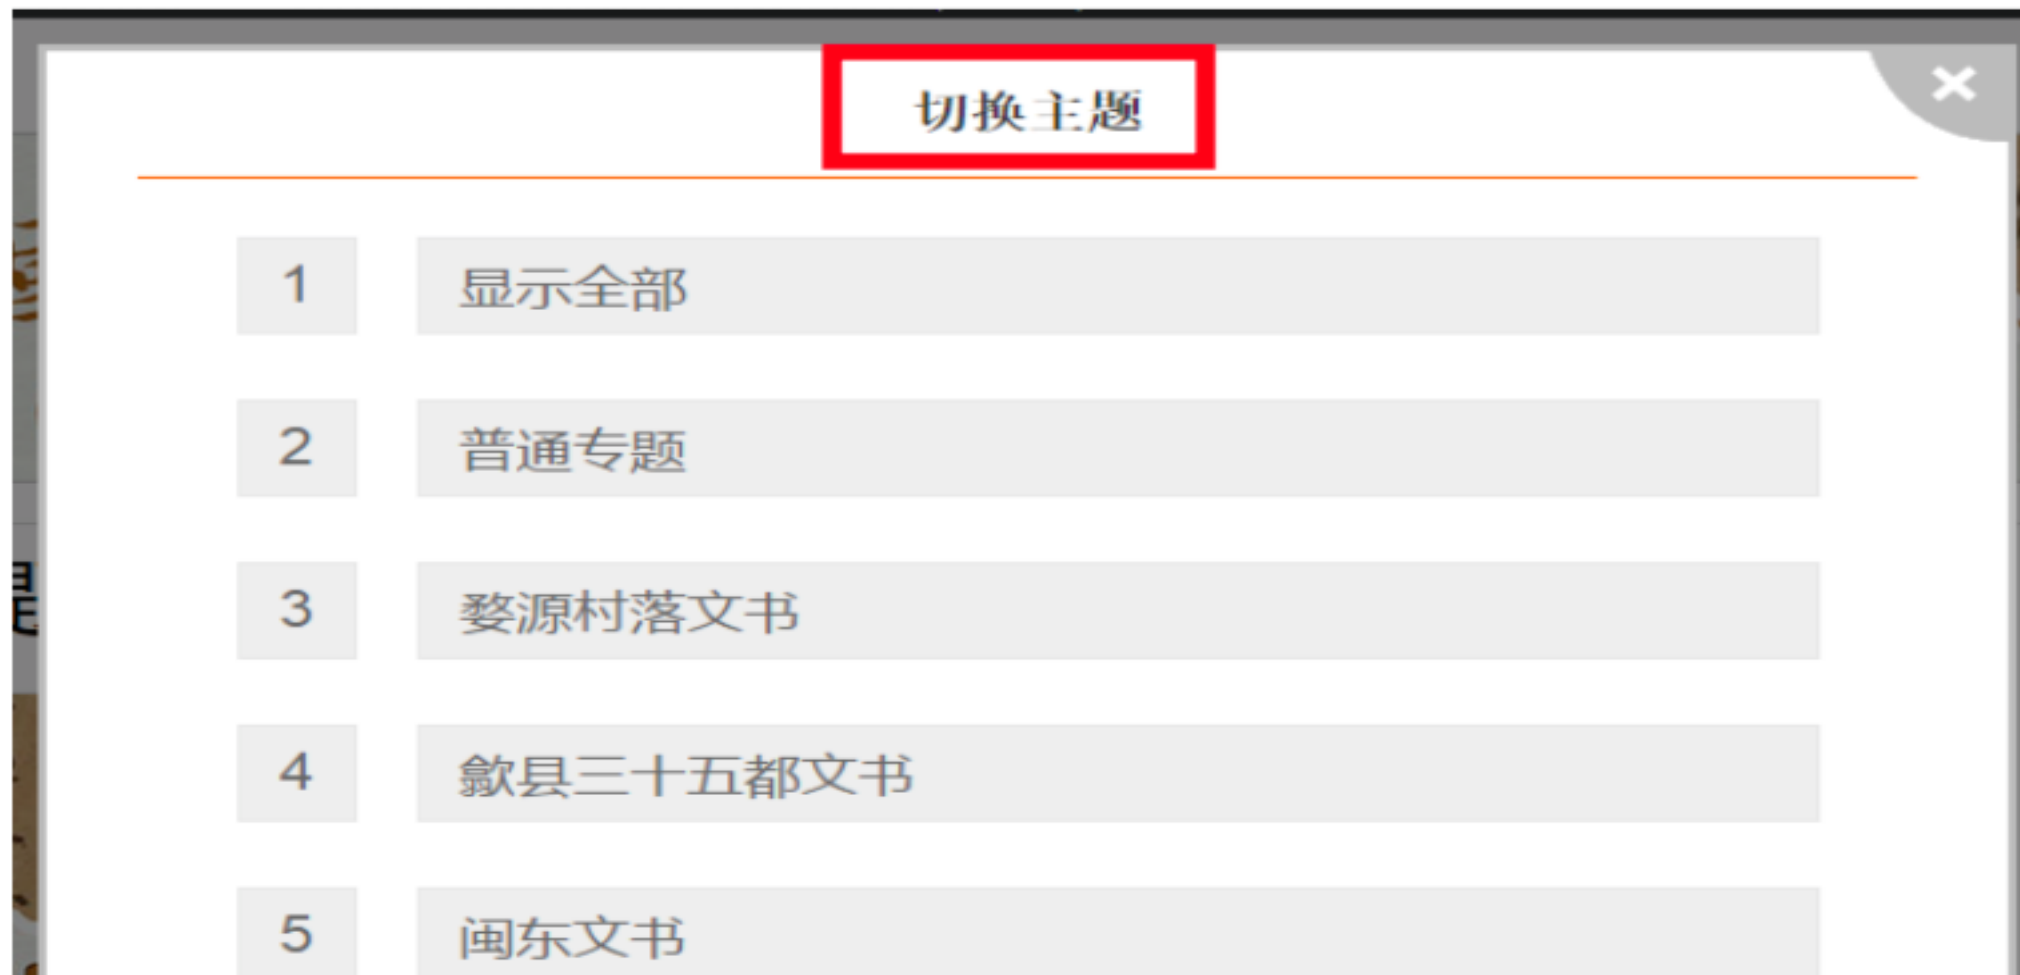 切换主题
1 显示全部
2 普通专题
3 婺源村落文书
4 歙县三十五都文书
5 闽东文书